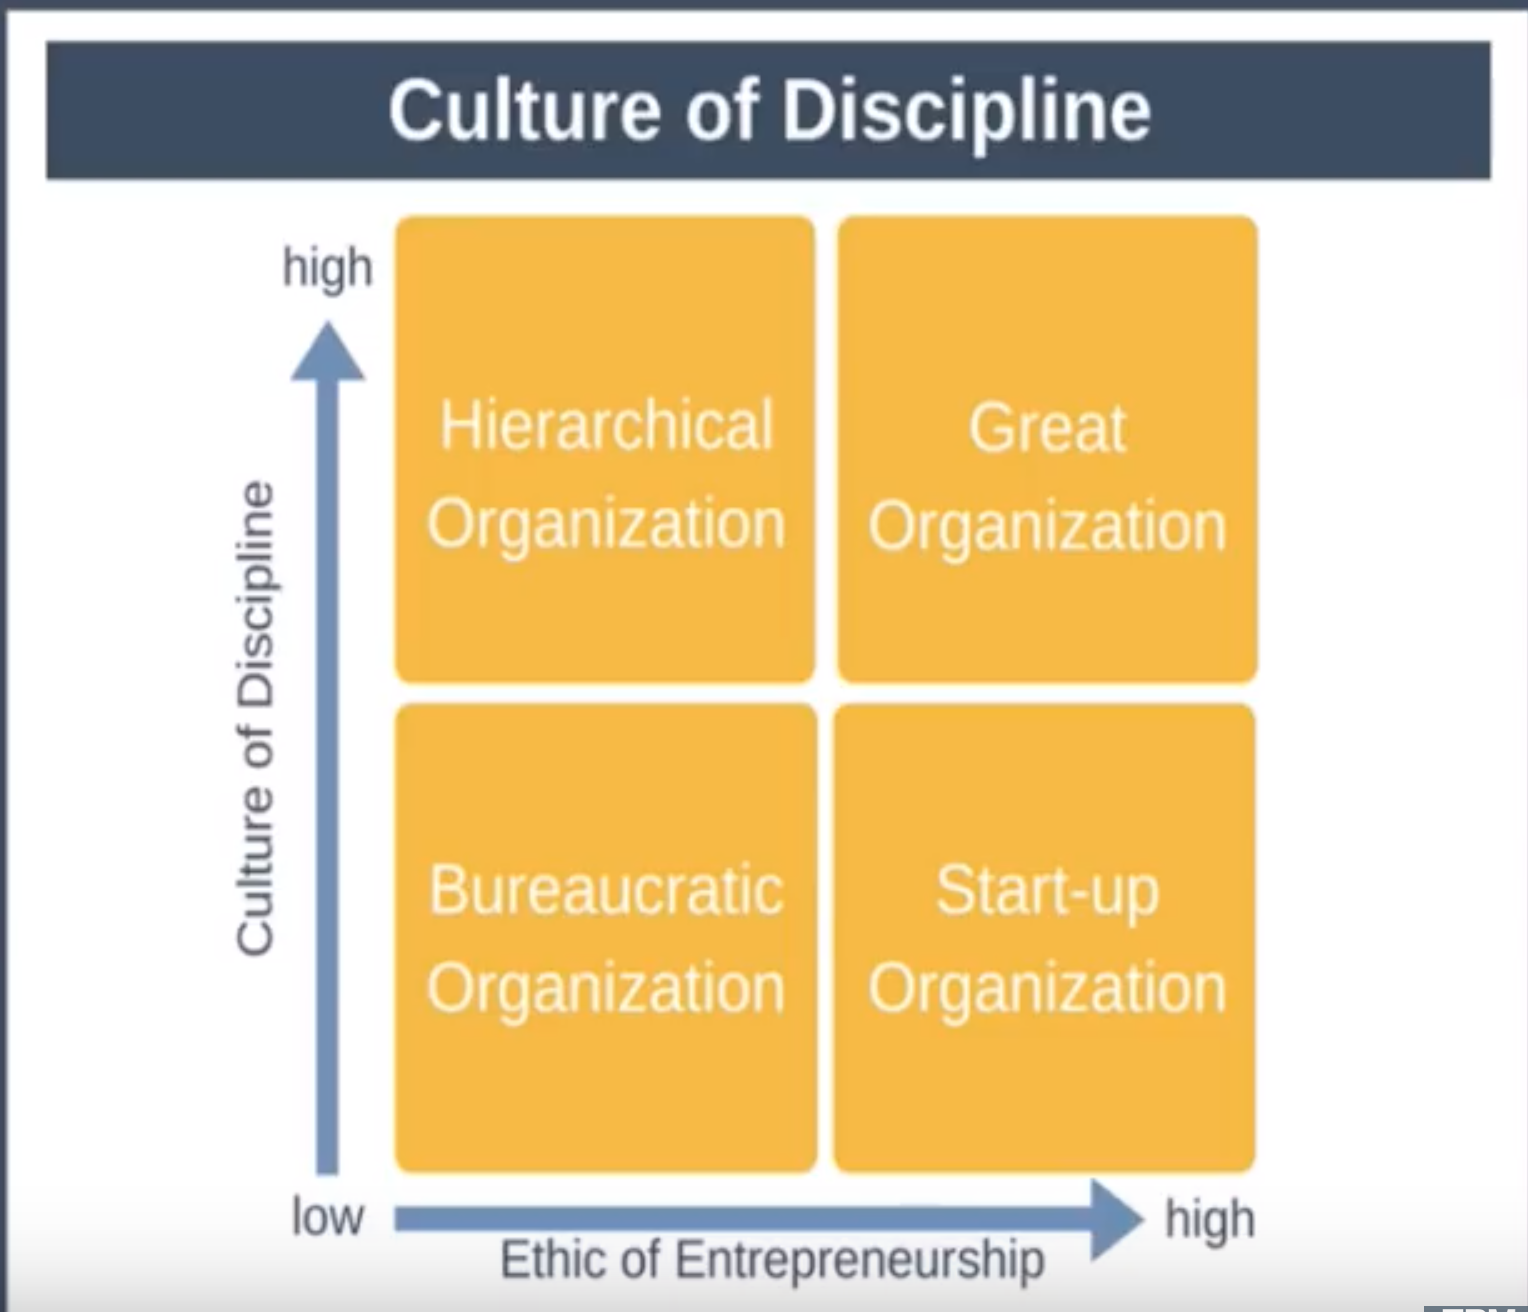 Culture of Discipline
high
Hierarchical
Organization
Great
Organization
Culture of Discipline
Bureaucratic
Organization
Start-up
Organization
low
high
Ethic of Entrepreneurship